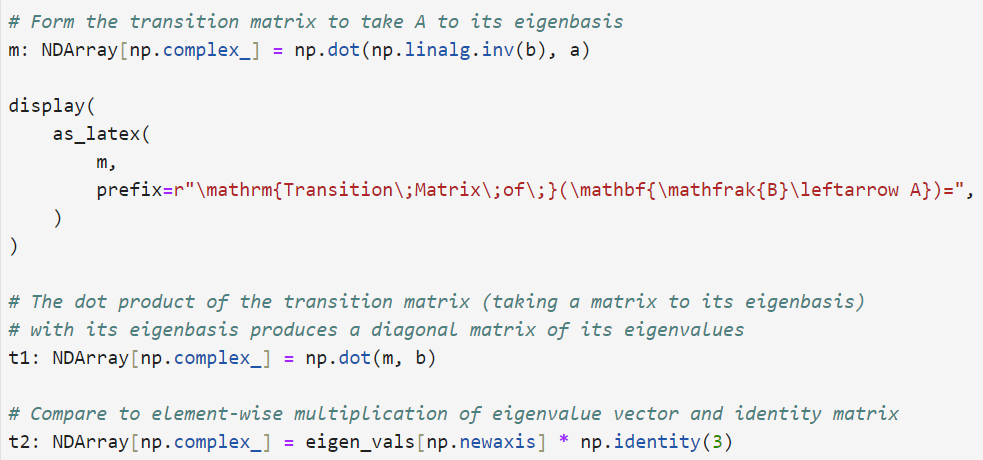 # Form the transition matrix to take A to its eigenbasis
m: NDArray[np.complex_] = np.dot(np.linalg.inv(b), a)
display(
    as_latex(
        m,
        prefix=r"\mathrm{Transition\;Matrix\;of\;}(\mathbf{\mathfrak{B}\leftarrow A})=",
    )
)
# The dot product of the transition matrix (taking a matrix to its eigenbasis)
# with its eigenbasis produces a diagonal matrix of its eigenvalues
t1: NDArray[np.complex_] = np.dot(m, b)
# Compare to element-wise multiplication of eigenvalue vector and identity matrix
t2: NDArray[np.complex_] = eigen_vals[np.newaxis] * np.identity(3)